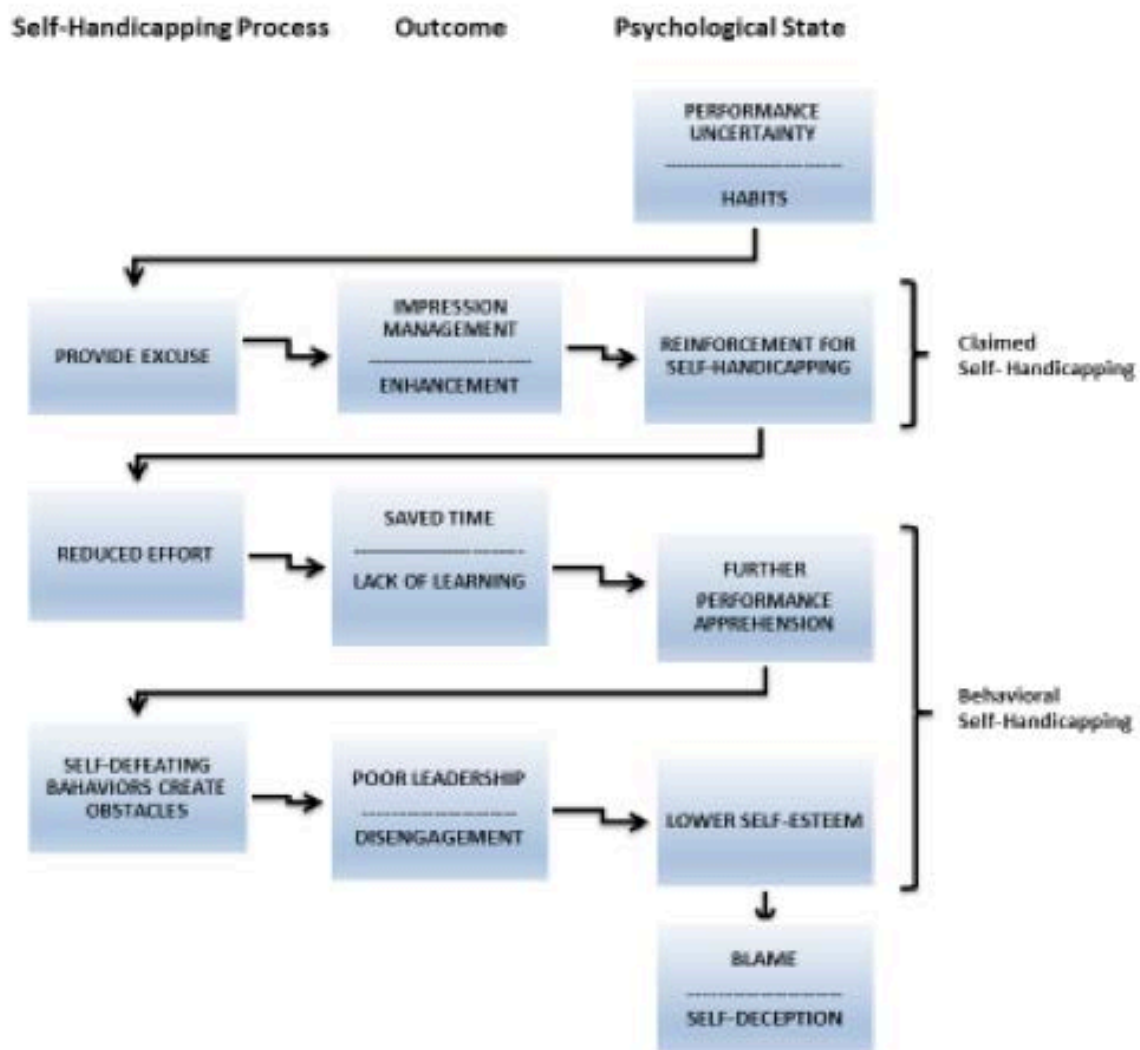 Self-Handicapping Process Outcome Psychological State
PERFORMANCE
UNCERTAINTY
HABITS
PROVIDE EXCUSE
IMPRESSION
MANAGEMENT
ENHANCEMENT
REINFORCEMENT FOR
SELF-HANDICAPPING
Claimed
Self- Handicapping
REDUCED EFFORT
SAVED TIME
LACK OF LEARNING
FURTHER
PERFORMANCE
APPREHENSION
Behavioral
Self-Handicapping
SELF-DEFEATING
BAHAVIORS CREATE
OBSTACLES
POOR LEADERSHIP
DISENGAGEMENT
LOWER SELF-ESTEEM
BLAME
SELF-DECEPTION